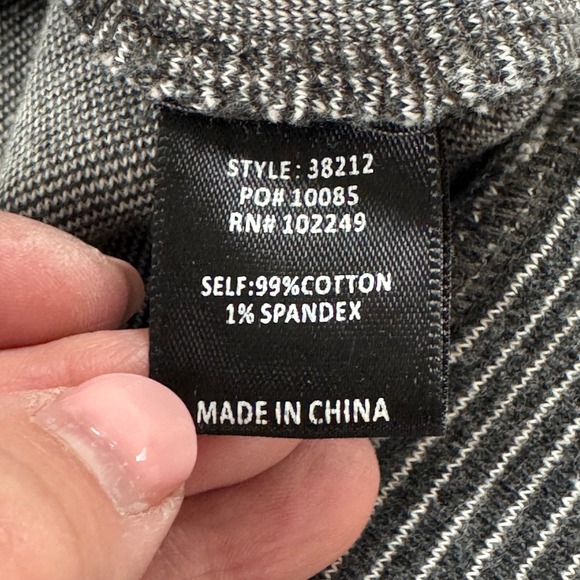 STYLE: 38212
PO# 10085
RN# 102249
SELF:99%COTTON
1% SPANDEX
MADE IN CHINA